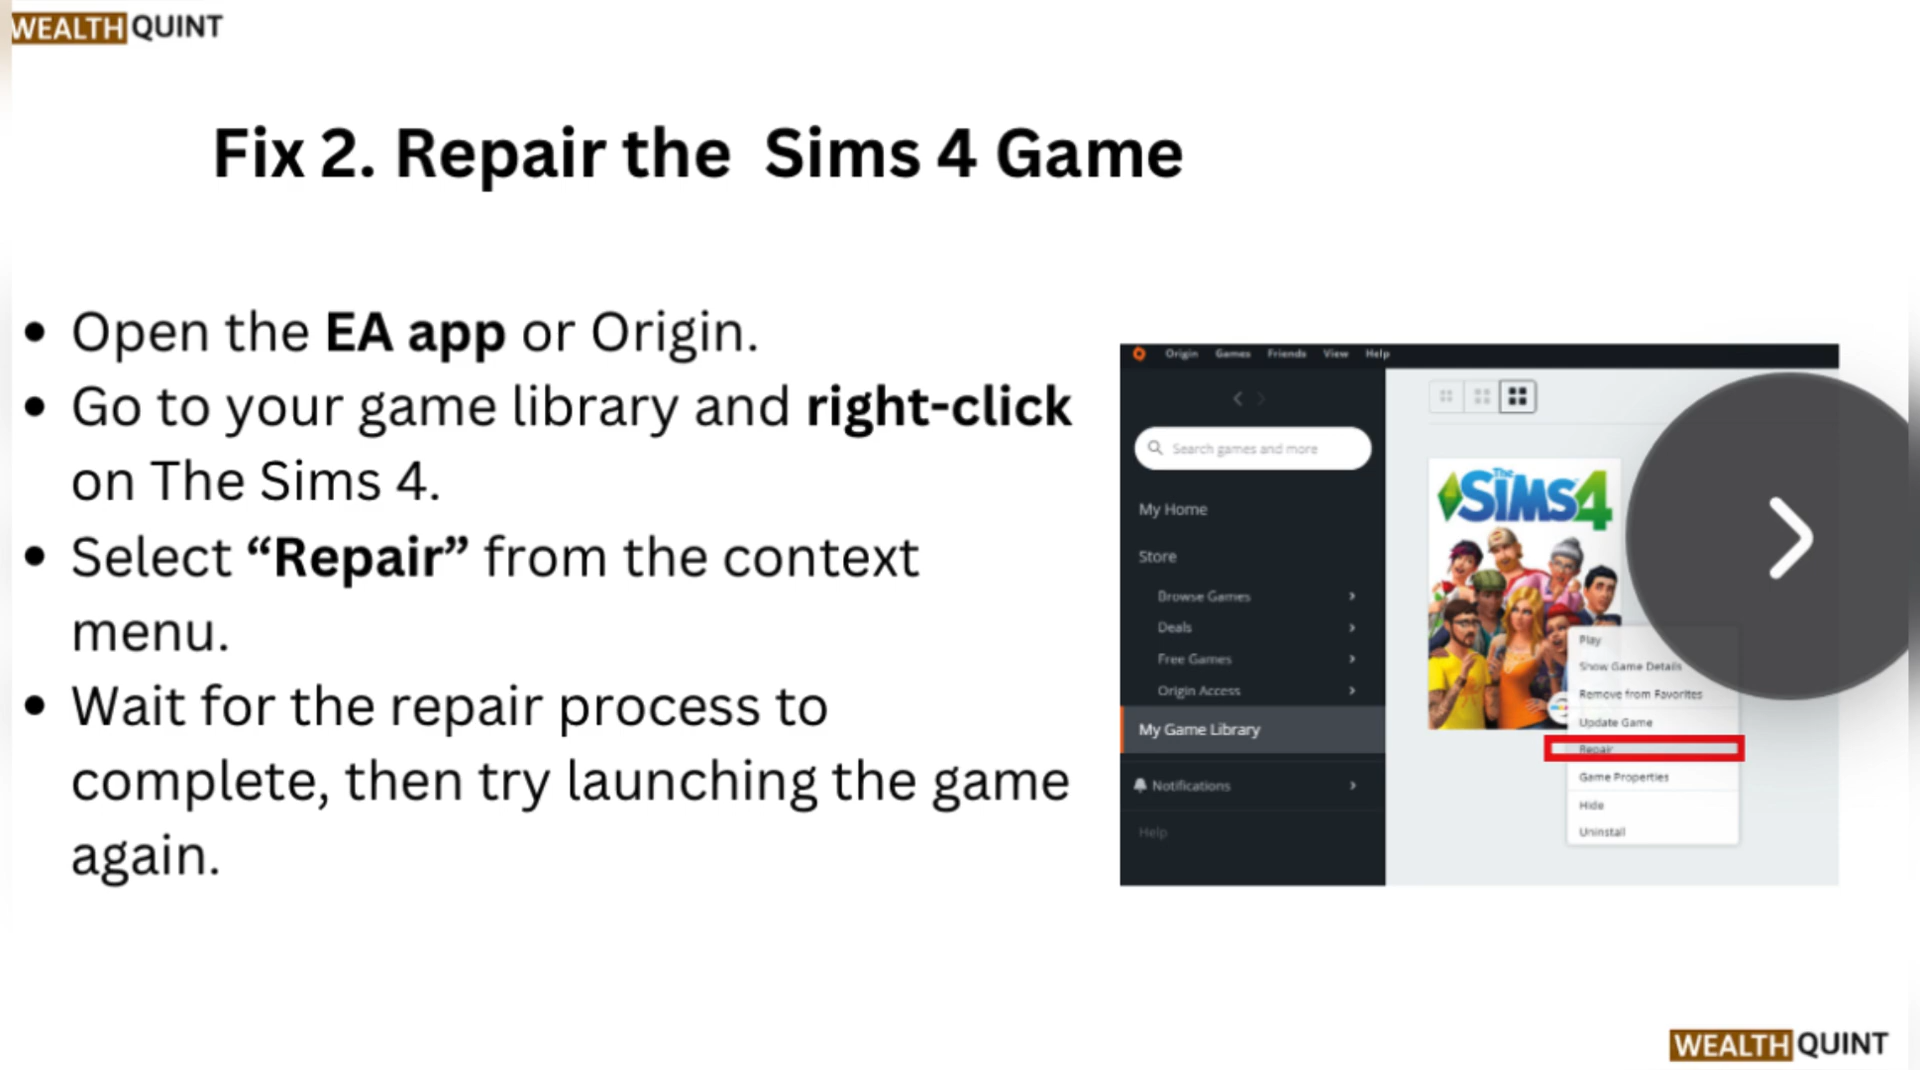 WEALTH QUINT
Fix 2. Repair the Sims 4 Game
• Open the EA app or Origin.
• Go to your game library and right-click
on The Sims 4.
• Select “Repair” from the context
menu.
• Wait for the repair process to
complete, then try launching the game
again.
Origin Games Friends View Help
Search games and more
My Home
Store
Browse Games
Deals
Free Games
Origin Access
My Game Library
Notifications
Help
The SIMS 4
Play
Show Game Details
Remove from Favorites
Update Game
Repair
Game Properties
Hide
Uninstall
WEALTH QUINT